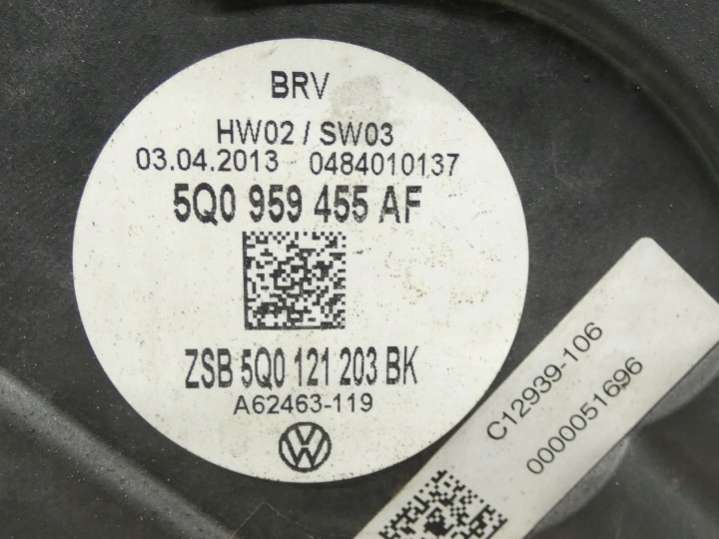 BRV
HW02 / SW03
03.04.2013 0484010137
5Q0 959 455 AF
ZSB 5Q0 121 203 BK
A62463-119
VW
C12939-106
0000051696